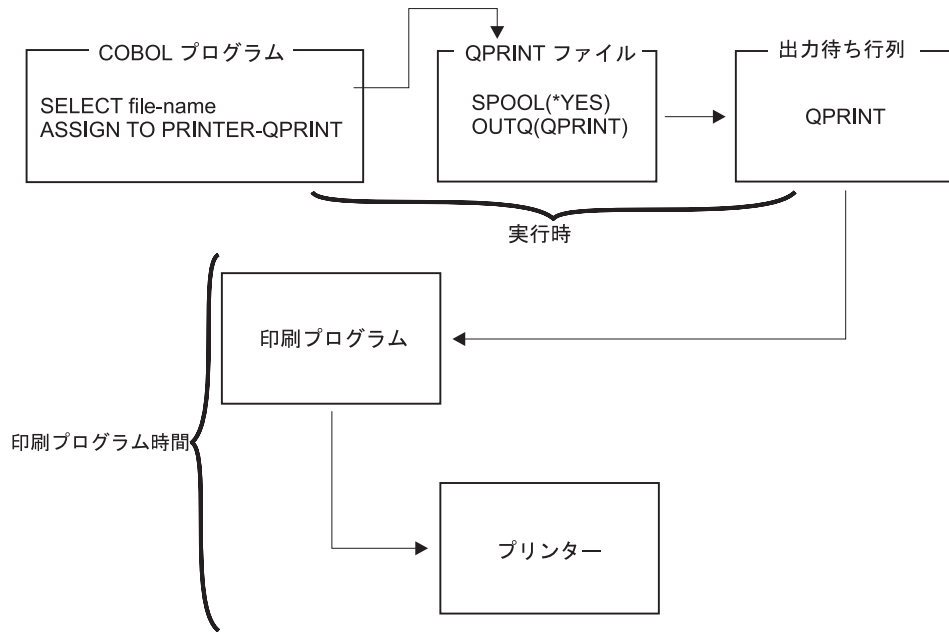 COBOL プログラム
SELECT file-name
ASSIGN TO PRINTER-QPRINT
QPRINT ファイル
SPOOL(*YES)
OUTQ(QPRINT)
出力待ち行列
QPRINT
実行時
印刷プログラム
印刷プログラム時間
プリンター